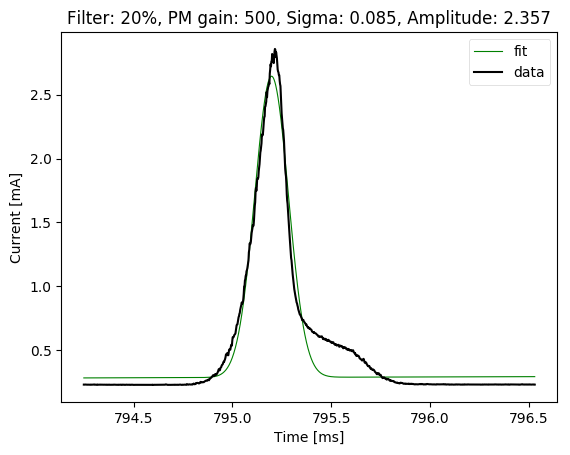 Filter: 20%, PM gain: 500, Sigma: 0.085, Amplitude: 2.357
fit
data
2.5
2.0
1.5
1.0
0.5
Current [mA]
794.5 795.0 795.5 796.0 796.5
Time [ms]